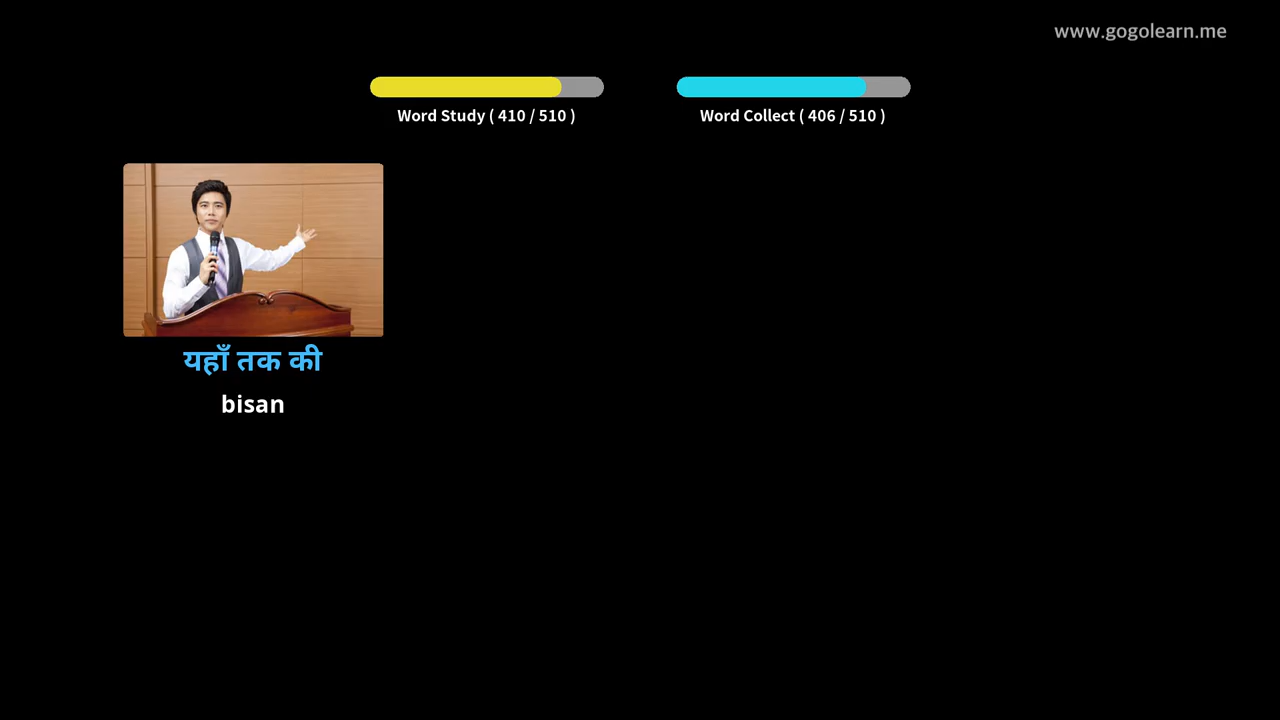 www.gogolearn.me
Word Study ( 410 / 510 )
Word Collect ( 406 / 510 )
यहाँ तक की
bisan